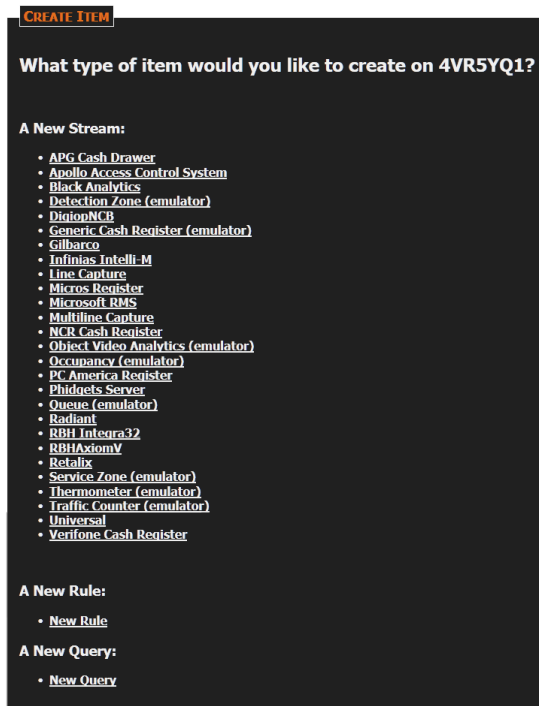 CREATE ITEM
What type of item would you like to create on 4VR5YQ1?
A New Stream:
• APG Cash Drawer
• Apollo Access Control System
• Black Analytics
• Detection Zone (emulator)
• DigiopNCB
• Generic Cash Register (emulator)
• Gilbarco
• Infinias Intelli-M
• Line Capture
• Micros Register
• Microsoft RMS
• Multiline Capture
• NCR Cash Register
• Object Video Analytics (emulator)
• Occupancy (emulator)
• PC America Register
• Phidgets Server
• Queue (emulator)
• Radiant
• RBH Integra32
• RBHAxiomV
• Retalix
• Service Zone (emulator)
• Thermometer (emulator)
• Traffic Counter (emulator)
• Universal
• Verifone Cash Register
A New Rule:
• New Rule
A New Query:
• New Query